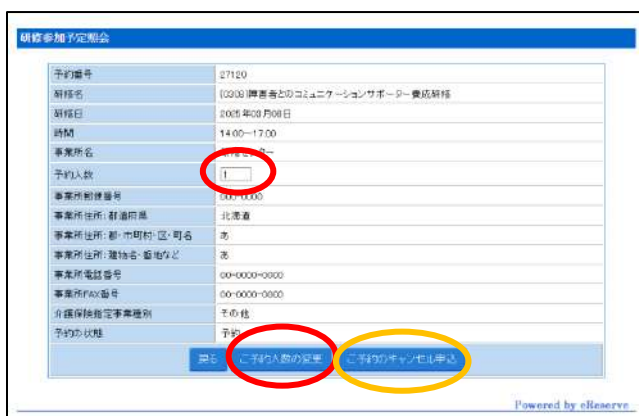 研修参加予定照会
予約番号 27120
研修名 (0308)障害者とのコミュニケーションサポーター養成研修
研修日 2025年03月08日
時間 14:00―17:00
事業所名
予約人数 1
事業所郵便番号 000-0000
事業所住所:都道府県 北海道
事業所住所:郡・市町村・区・町名 あ
事業所住所:建物名・番地など あ
事業所電話番号 00-0000-0000
事業所FAX番号 00-0000-0000
介護保険指定事業種別 その他
予約の状態 予約
戻る ご予約人数の変更 ご予約のキャンセル申込
Powered by eReserve